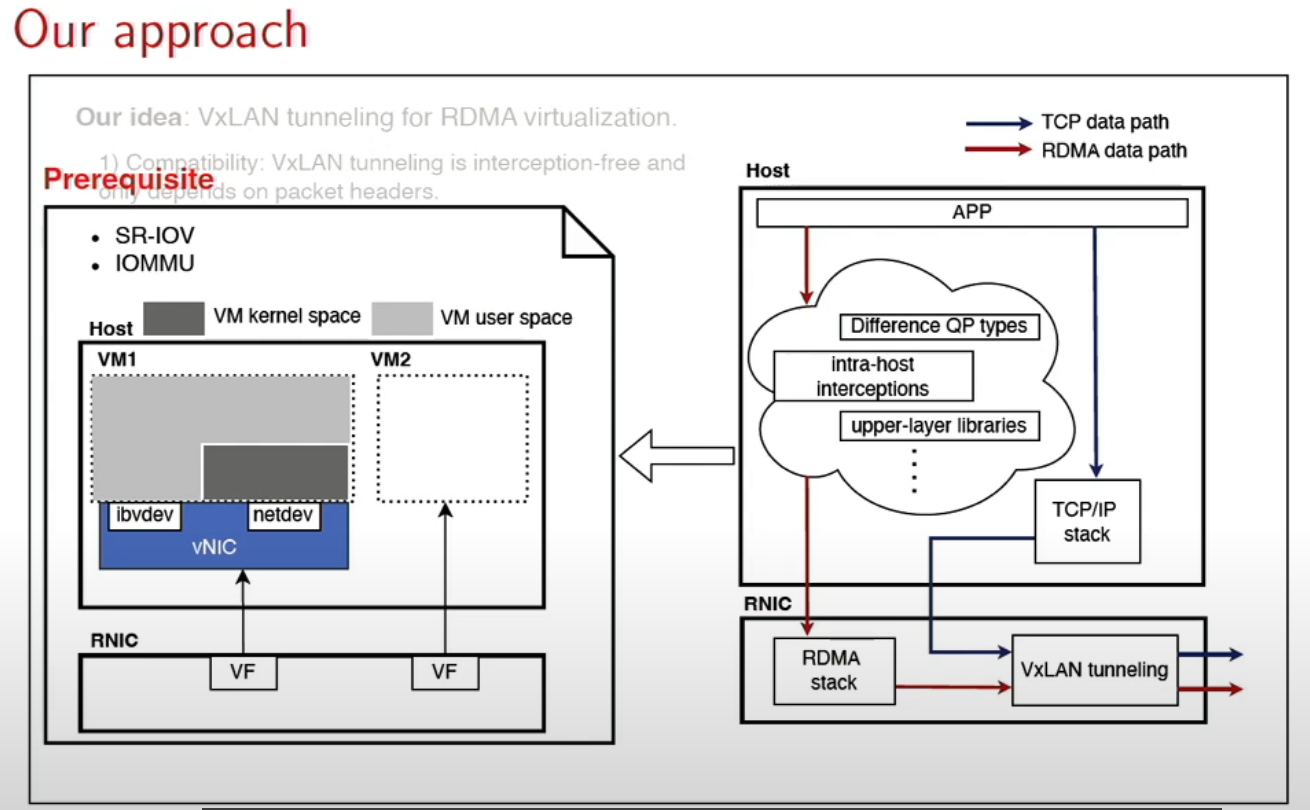 Our approach
Our idea: VxLAN tunneling for RDMA virtualization.
1) Compatibility: VxLAN tunneling is interception-free and
only depends on packet headers.
Prerequisite
• SR-IOV
• IOMMU
VM kernel space
VM user space
Host
VM1
VM2
ibvdev
netdev
vNIC
RNIC
VF
VF
TCP data path
RDMA data path
Host
APP
Difference QP types
intra-host
interceptions
upper-layer libraries
TCP/IP
stack
RNIC
RDMA
stack
VxLAN tunneling